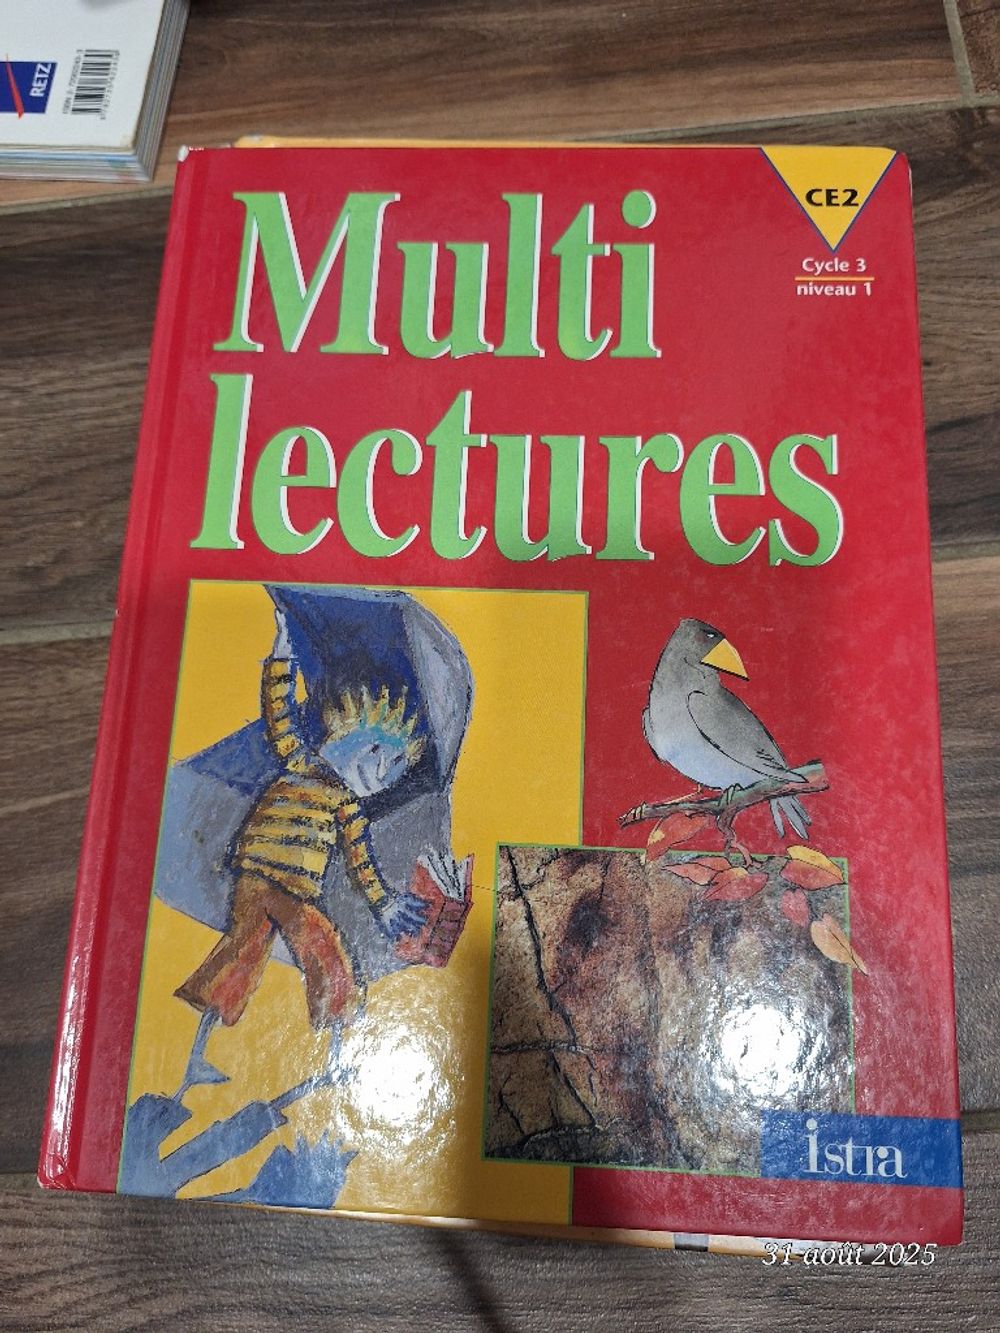 RETZ
Multi
lectures
CE2
Cycle 3
niveau 1
istra
31 août 2025